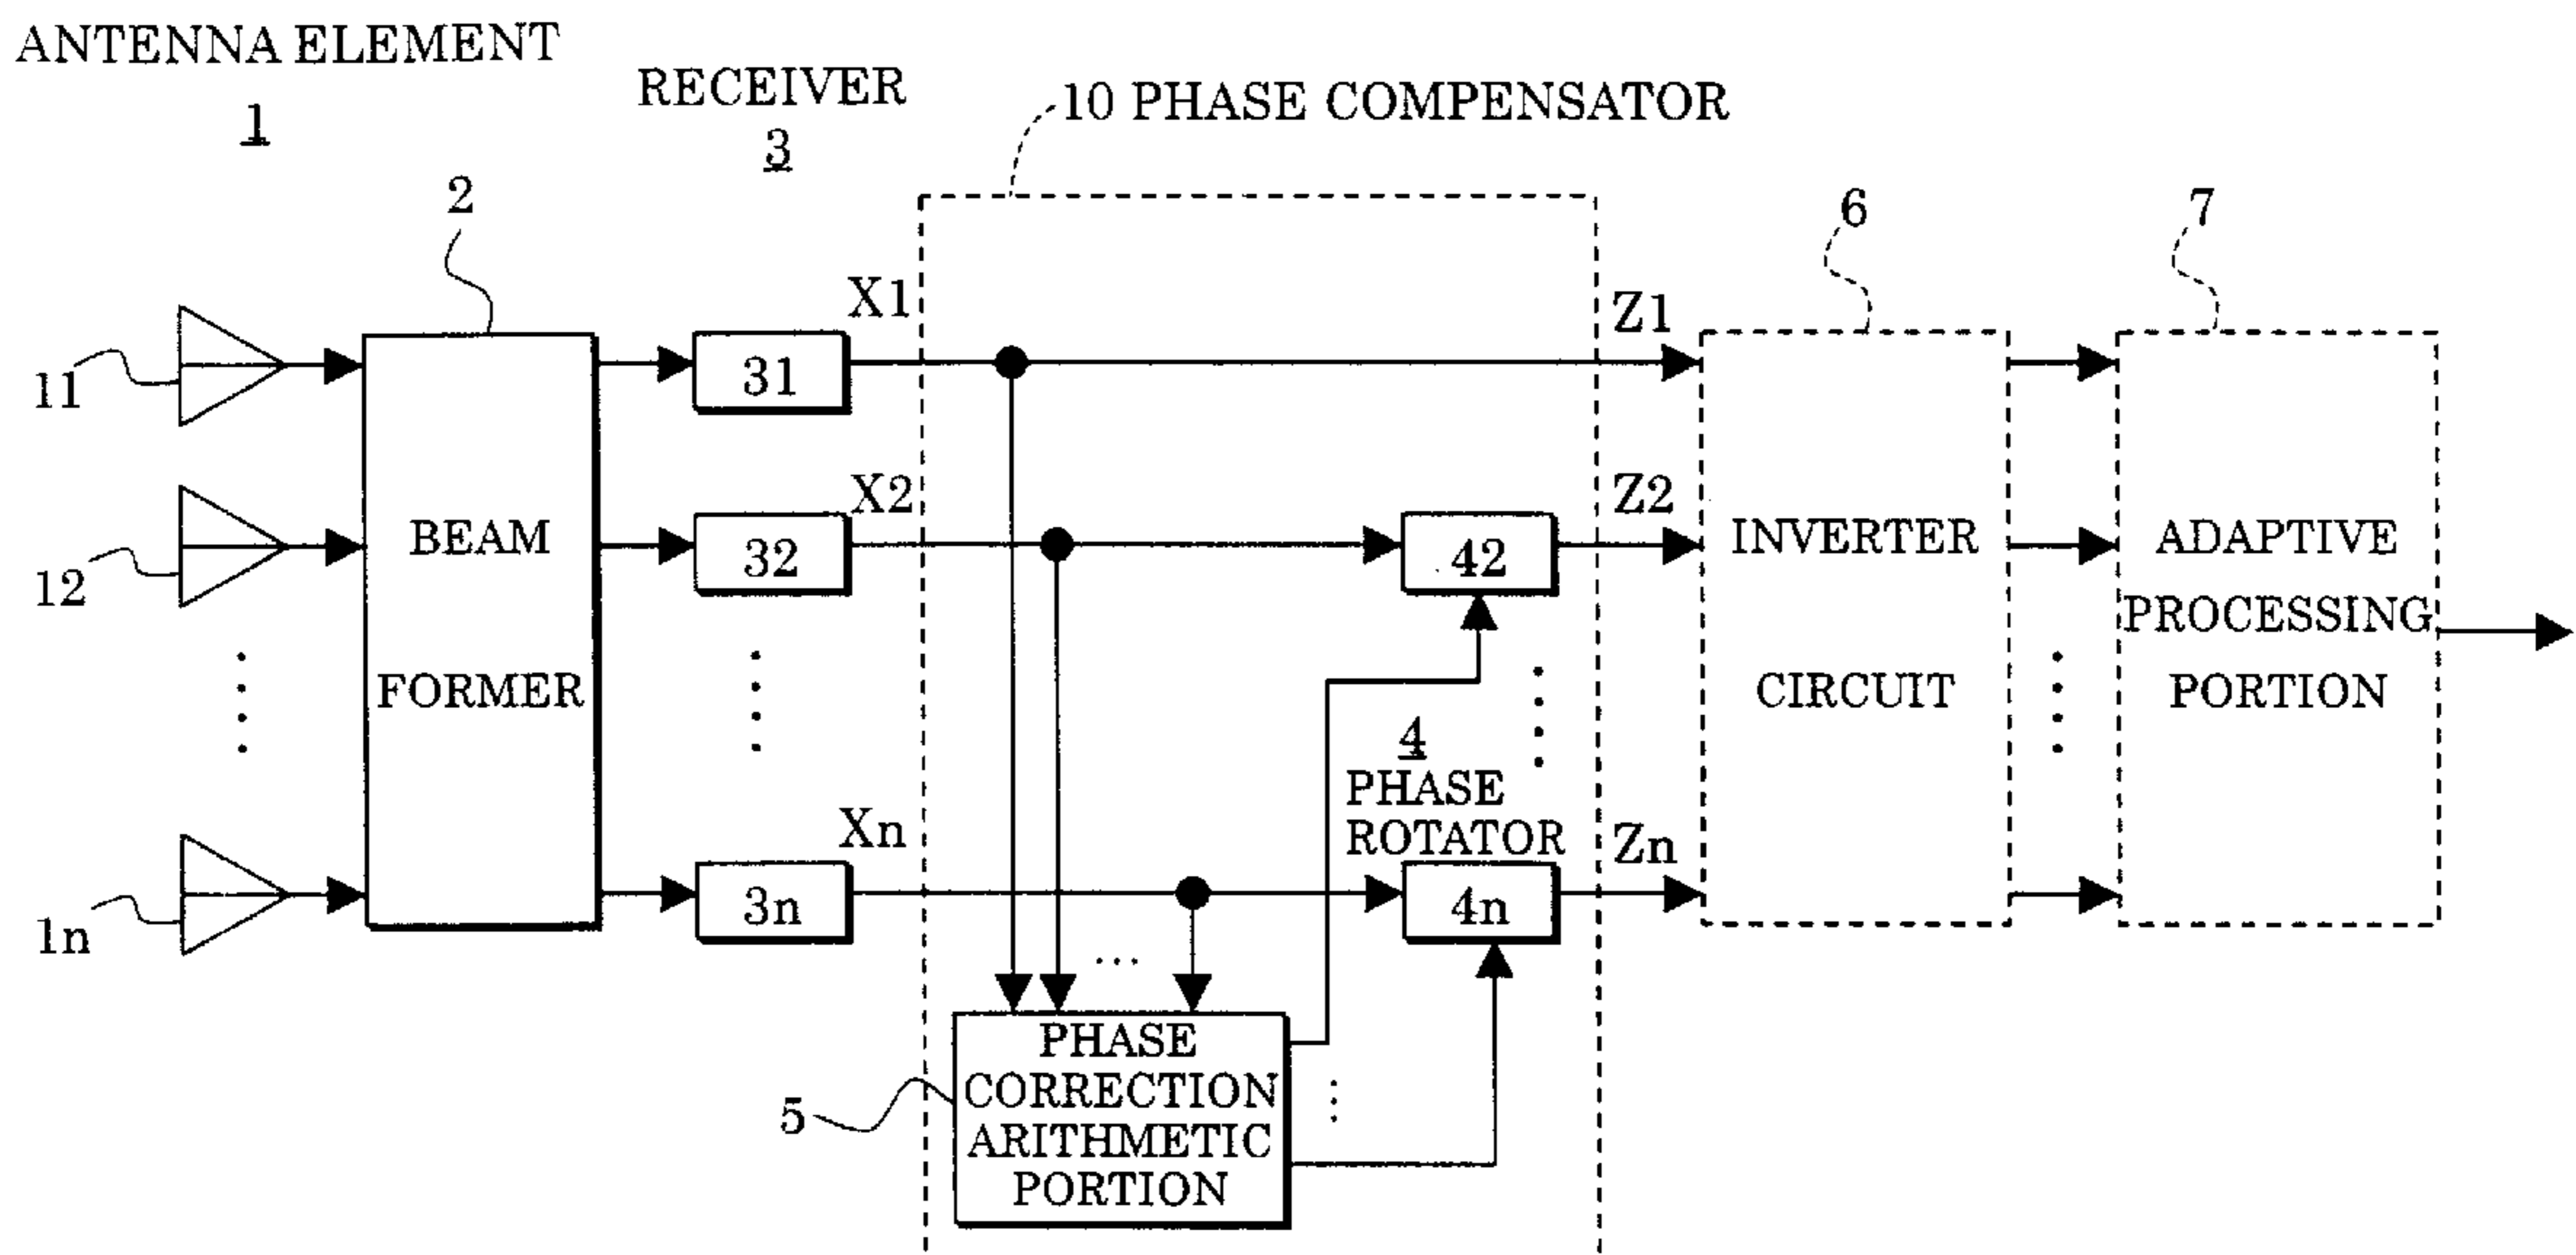 ANTENNA ELEMENT
1
RECEIVER
3
10 PHASE COMPENSATOR
2
6
7
X1
Z1
11
31
X2
Z2
12
BEAM
FORMER
32
42
INVERTER
CIRCUIT
ADAPTIVE
PROCESSING
PORTION
4
PHASE
ROTATOR
Xn
Zn
1n
3n
4n
...
5
PHASE
CORRECTION
ARITHMETIC
PORTION